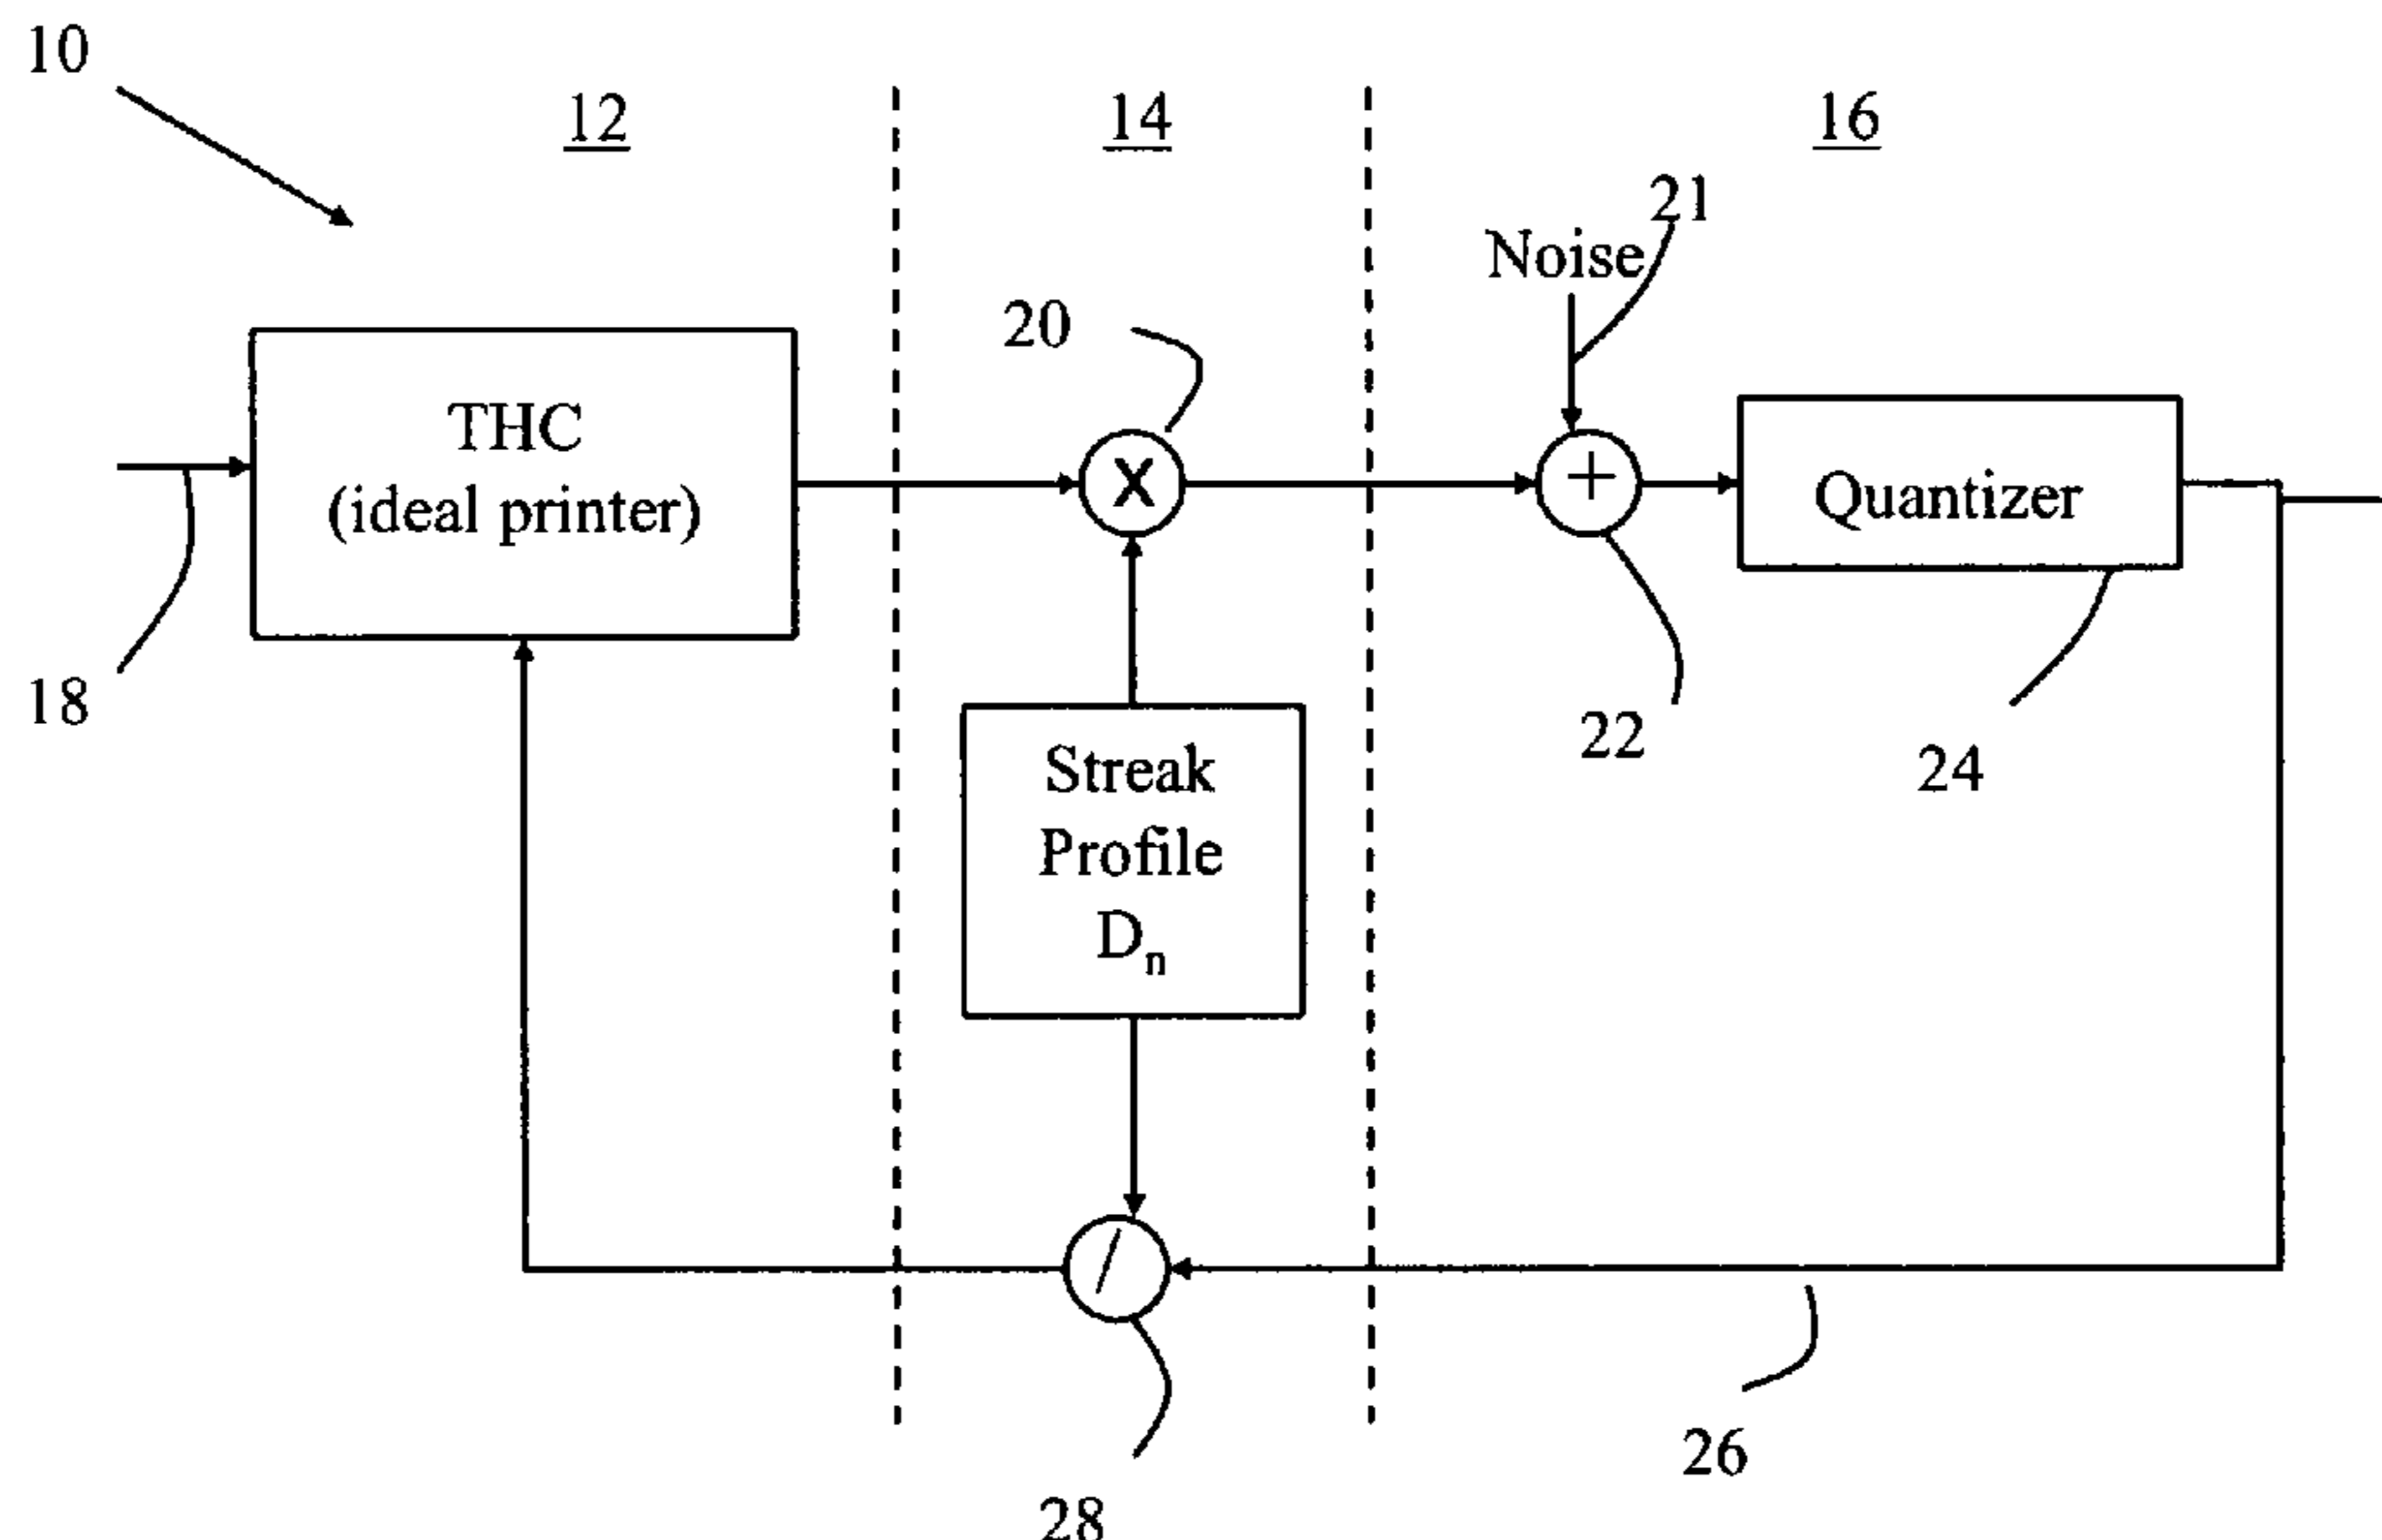 10
12
14
16
21
Noise
20
THC
(ideal printer)
X
+
Quantizer
18
22
24
Streak
Profile
Dn
/
26
28